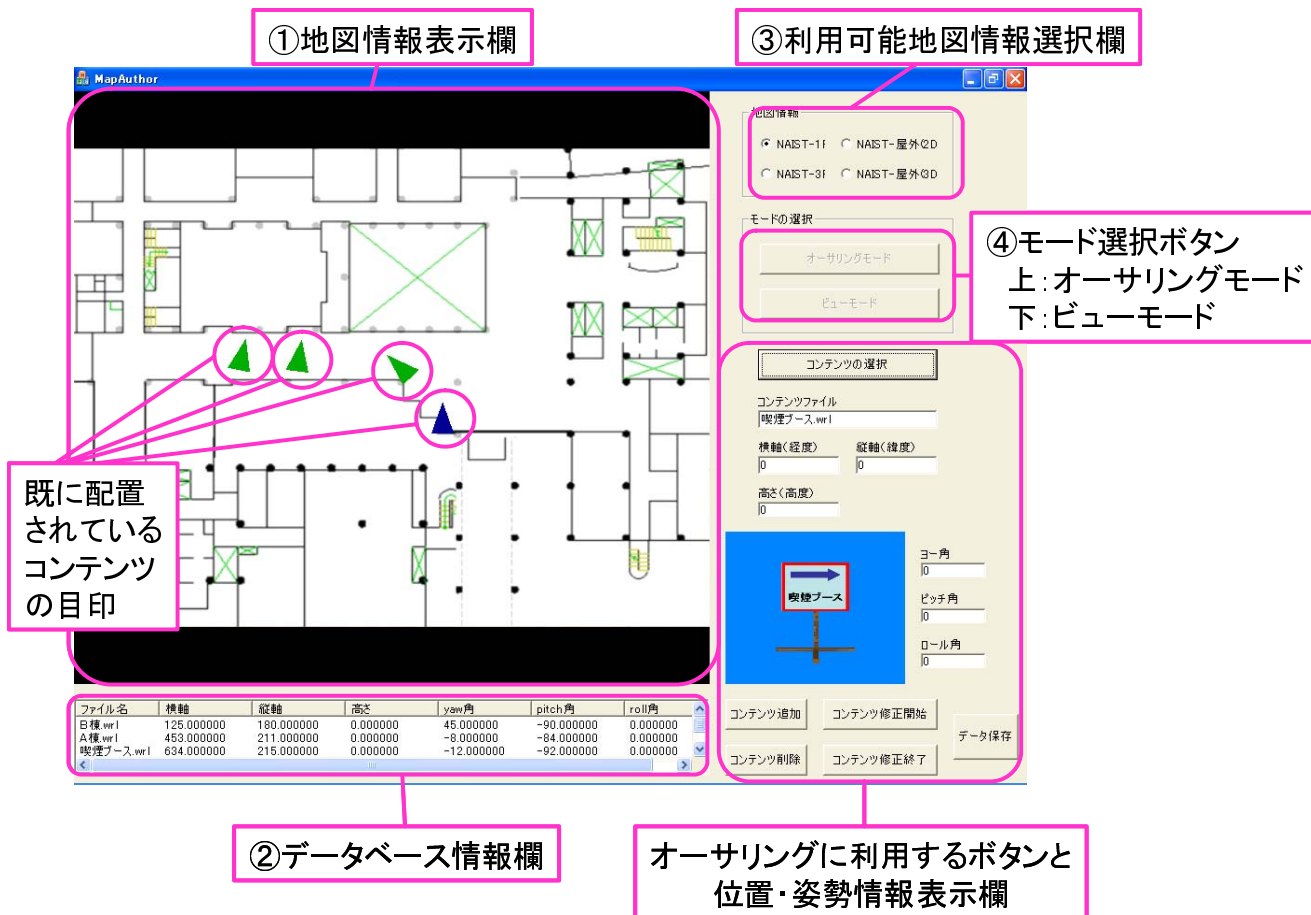 ①地図情報表示欄
③利用可能地図情報選択欄
MapAuthor
地図情報
NAIST-1F
NAIST-屋外(2D
NAIST-3F
NAIST-屋外(3D
モードの選択
オーサリングモード
ビューモード
④モード選択ボタン
上:オーサリングモード
下:ビューモード
コンテンツの選択
コンテンツファイル
喫煙ブース.wrl
横軸(経度)
縦軸(緯度)
0
0
高さ(高度)
0
既に配置
されている
コンテンツ
の目印
喫煙ブース
ヨー角
0
ピッチ角
0
ロール角
0
ファイル名 横軸 縦軸 高さ yaw角 pitch角 roll角
B棟.wrl 125.000000 180.000000 0.000000 45.000000 -90.000000 0.000000
A棟.wrl 453.000000 211.000000 0.000000 -8.000000 -84.000000 0.000000
喫煙ブース.wrl 634.000000 215.000000 0.000000 -12.000000 -92.000000 0.000000
コンテンツ追加
コンテンツ修正開始
データ保存
コンテンツ削除
コンテンツ修正終了
②データベース情報欄
オーサリングに利用するボタンと
位置・姿勢情報表示欄